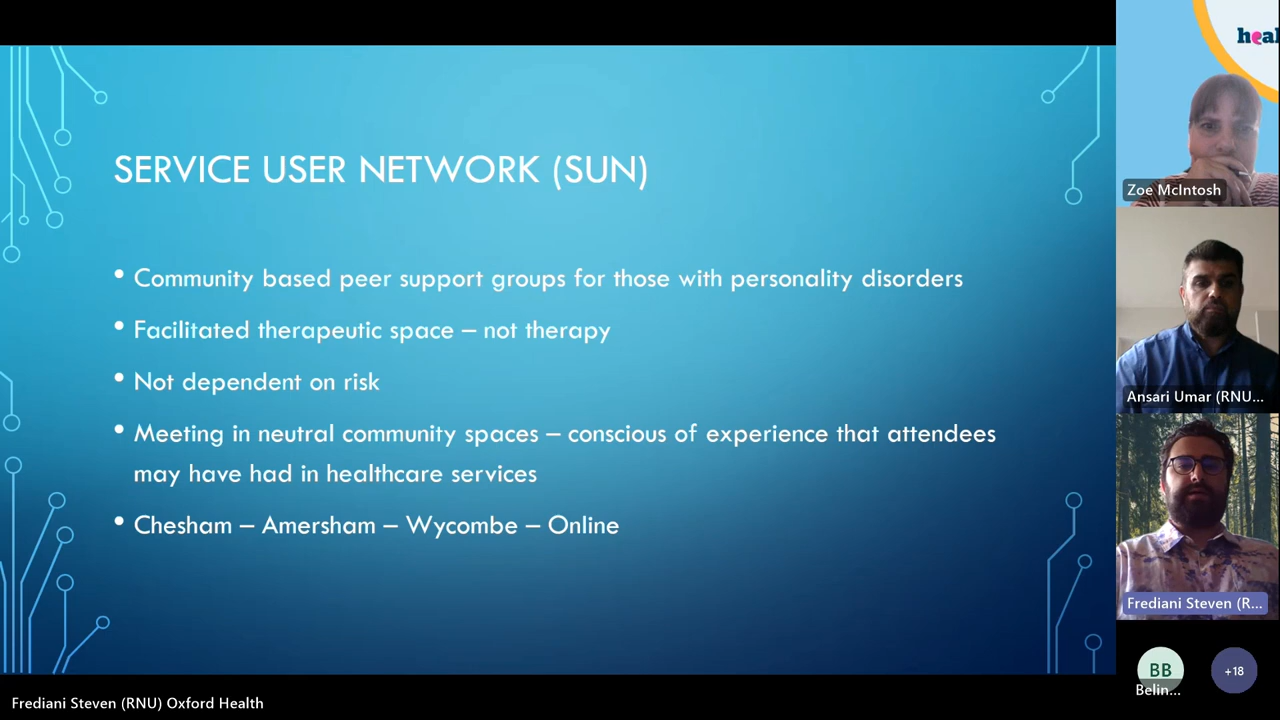 SERVICE USER NETWORK (SUN)
• Community based peer support groups for those with personality disorders
• Facilitated therapeutic space – not therapy
• Not dependent on risk
• Meeting in neutral community spaces – conscious of experience that attendees
may have had in healthcare services
• Chesham – Amersham – Wycombe – Online
heal
Zoe McIntosh
Ansari Umar (RNU...
Frediani Steven (R...
BB
Belin...
+18
Frediani Steven (RNU) Oxford Health